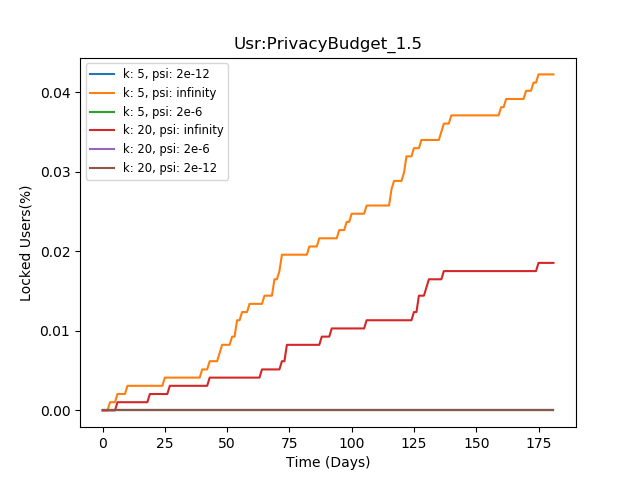 Usr:PrivacyBudget_1.5
k: 5, psi: 2e-12
k: 5, psi: infinity
k: 5, psi: 2e-6
k: 20, psi: infinity
k: 20, psi: 2e-6
k: 20, psi: 2e-12
Locked Users(%)
0.04
0.03
0.02
0.01
0.00
0 25 50 75 100 125 150 175
Time (Days)